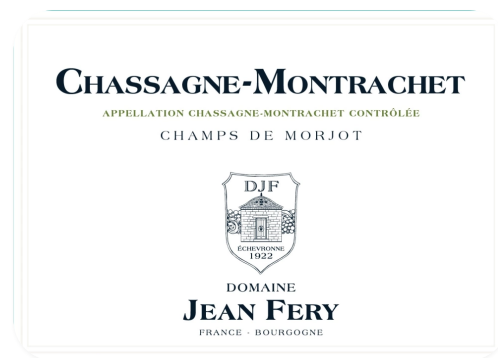 CHASSAGNE-MONTRACHET
APPELLATION CHASSAGNE-MONTRACHET CONTRÔLÉE
CHAMPS DE MORJOT
DJF
ÉCHEVRONNE
1922
DOMAINE
JEAN FERY
FRANCE · BOURGOGNE